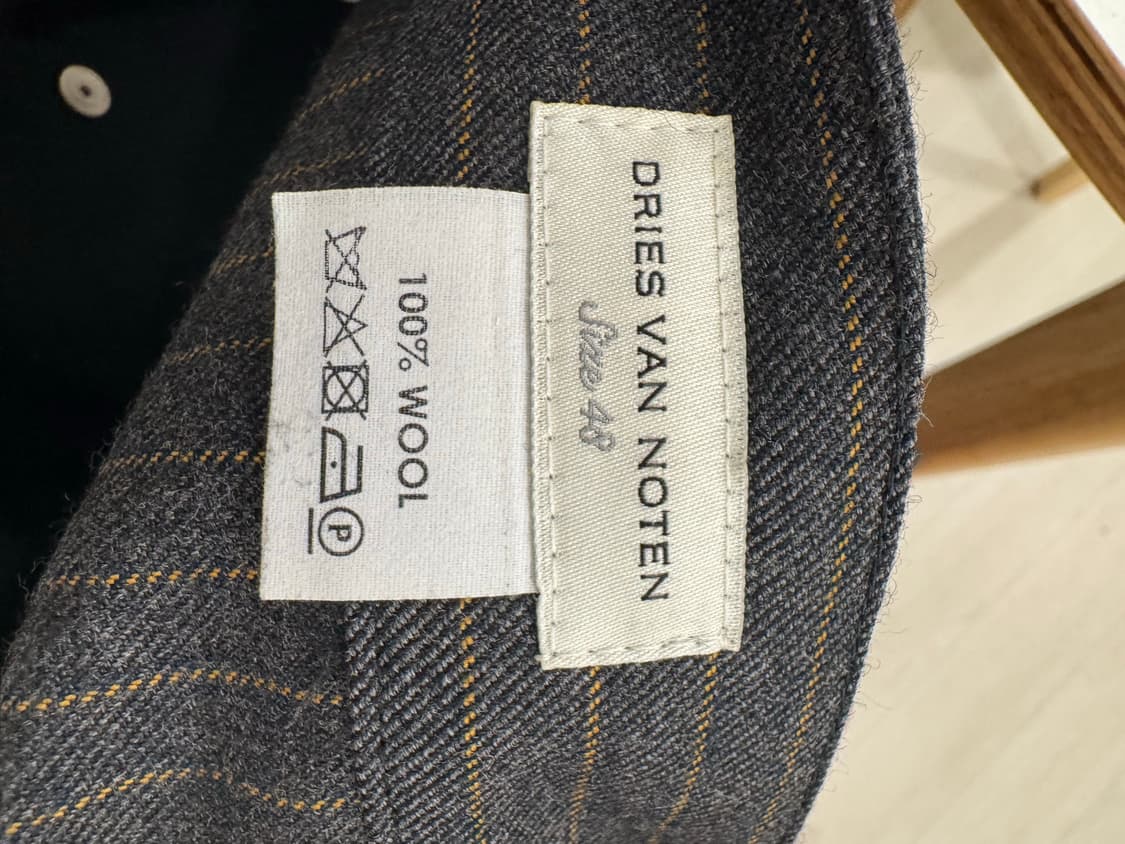 DRIES VAN NOTEN
Size 48
100% WOOL
P